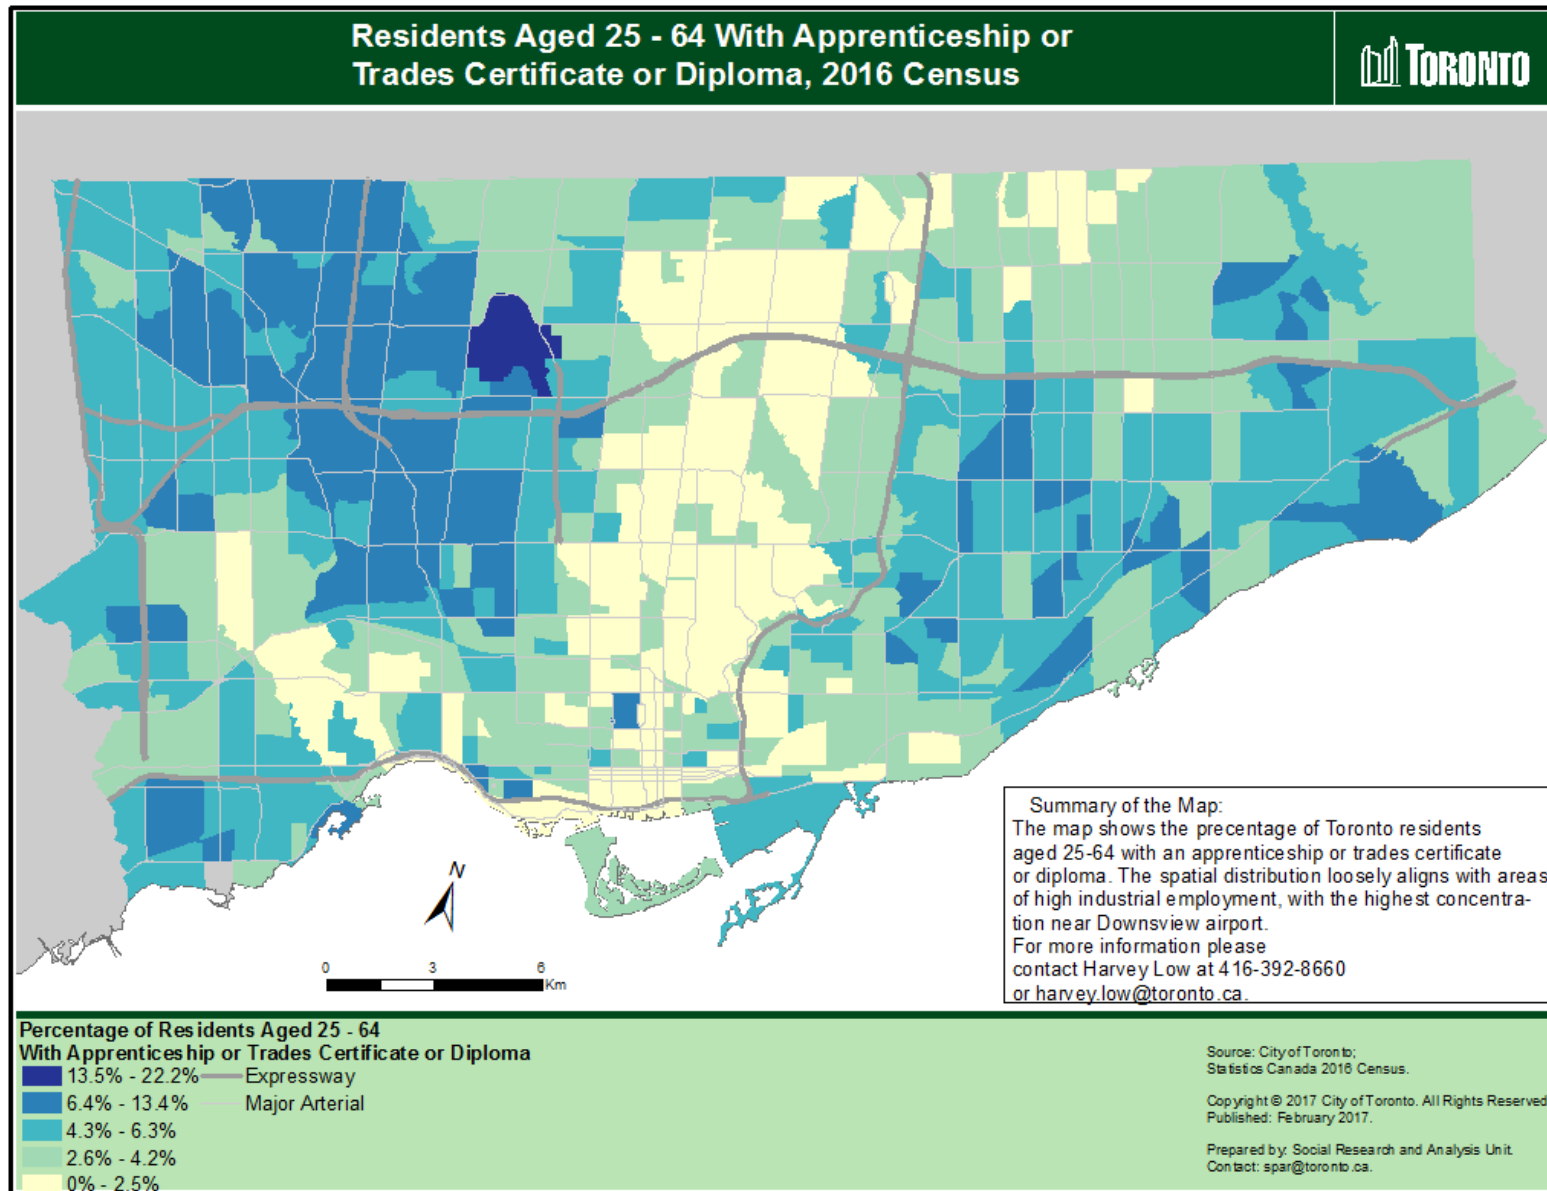 Residents Aged 25 - 64 With Apprenticeship or
Trades Certificate or Diploma, 2016 Census
TORONTO
N
0 3 6
Km
Summary of the Map:
The map shows the precentage of Toronto residents
aged 25-64 with an apprenticeship or trades certificate
or diploma. The spatial distribution loosely aligns with areas
of high industrial employment, with the highest concentra-
tion near Downsview airport.
For more information please
contact Harvey Low at 416-392-8660
or harvey.low@toronto.ca.
Percentage of Residents Aged 25 - 64
With Apprenticeship or Trades Certificate or Diploma
13.5% - 22.2% Expressway
6.4% - 13.4% Major Arterial
4.3% - 6.3%
2.6% - 4.2%
0% - 2.5%
Source: City of Toronto;
Statistics Canada 2016 Census.
Copyright © 2017 City of Toronto. All Rights Reserved
Published: February 2017.
Prepared by: Social Research and Analysis Unit.
Contact: spar@toronto.ca.